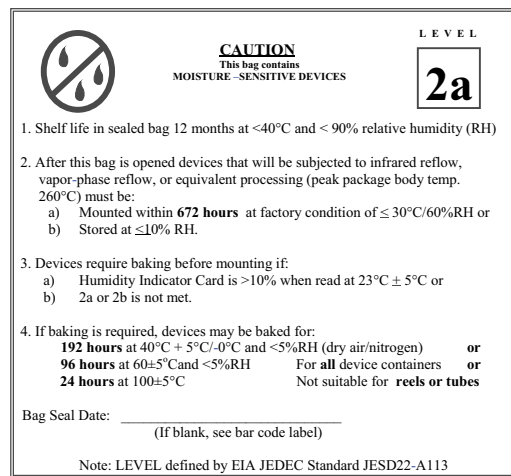 LEVEL
CAUTION
This bag contains
MOISTURE –SENSITIVE DEVICES
2a
1. Shelf life in sealed bag 12 months at <40°C and < 90% relative humidity (RH)
2. After this bag is opened devices that will be subjected to infrared reflow,
vapor-phase reflow, or equivalent processing (peak package body temp.
260°C) must be:
a) Mounted within 672 hours at factory condition of ≤ 30°C/60%RH or
b) Stored at ≤10% RH.
3. Devices require baking before mounting if:
a) Humidity Indicator Card is >10% when read at 23°C ± 5°C or
b) 2a or 2b is not met.
4. If baking is required, devices may be baked for:
192 hours at 40°C + 5°C/-0°C and <5%RH (dry air/nitrogen) or
96 hours at 60±5°Cand <5%RH For all device containers or
24 hours at 100±5°C Not suitable for reels or tubes
Bag Seal Date: ______________________________
(If blank, see bar code label)
Note: LEVEL defined by EIA JEDEC Standard JESD22-A113